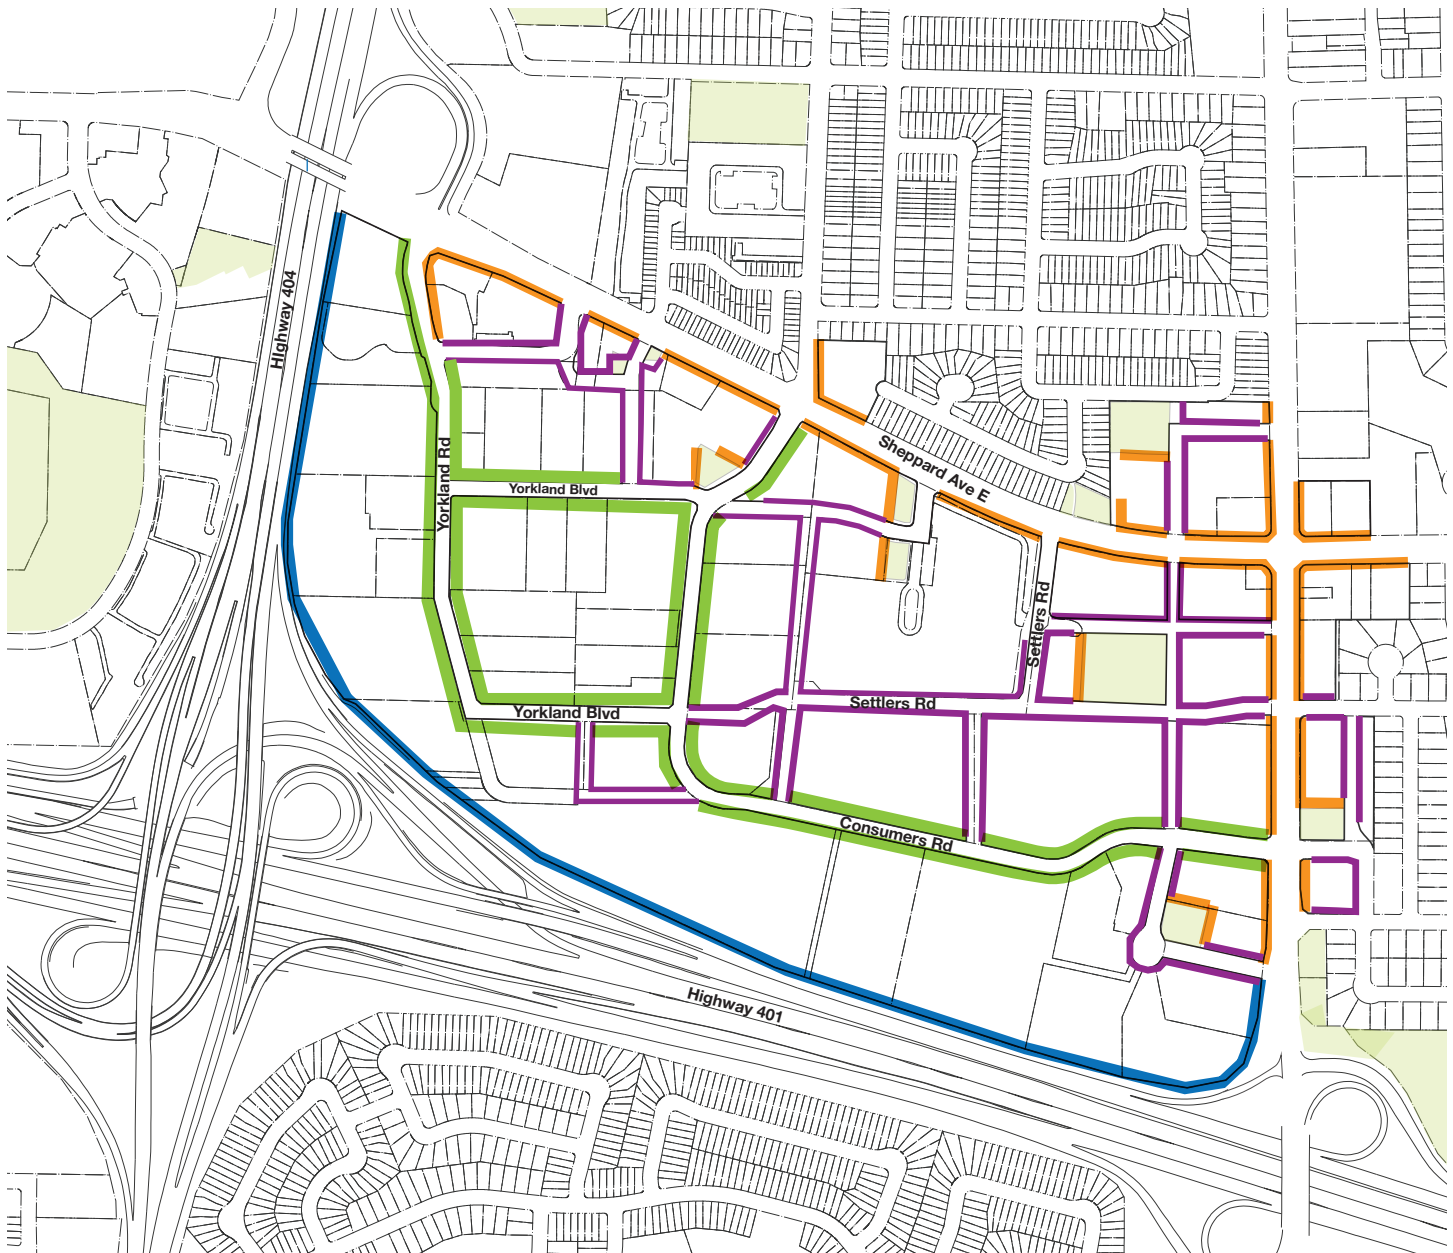 HIghway 404
Sheppard Ave E
Yorkland Rd
Yorkland Blvd
Settlers Rd
Settlers Rd
Yorkland Blvd
Consumers Rd
Highway 401